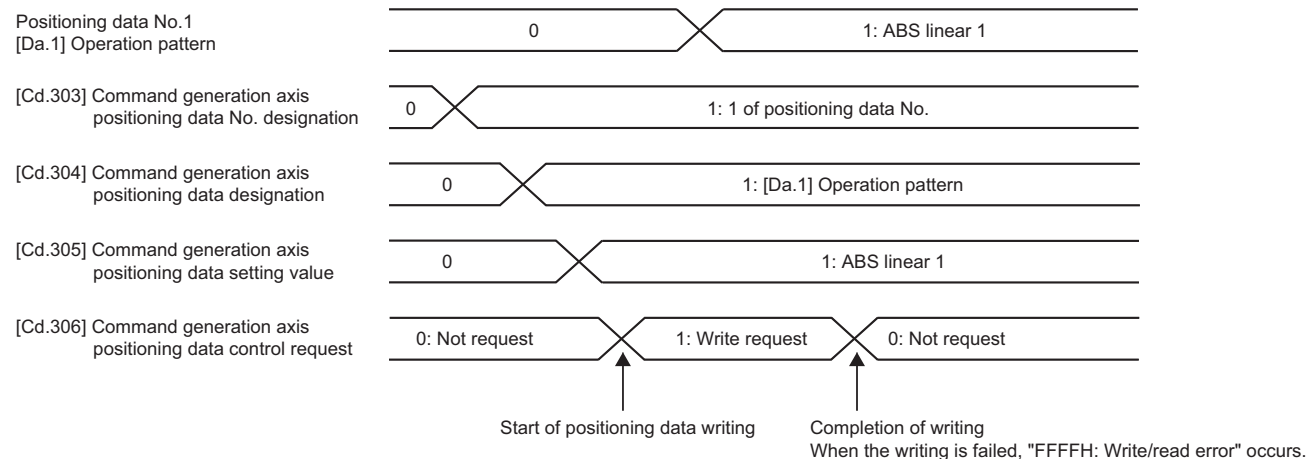 Positioning data No.1
[Da.1] Operation pattern
0
1: ABS linear 1
[Cd.303] Command generation axis
positioning data No. designation
0
1: 1 of positioning data No.
[Cd.304] Command generation axis
positioning data designation
0
1: [Da.1] Operation pattern
[Cd.305] Command generation axis
positioning data setting value
0
1: ABS linear 1
[Cd.306] Command generation axis
positioning data control request
0: Not request
1: Write request
0: Not request
Start of positioning data writing
Completion of writing
When the writing is failed, "FFFFH: Write/read error" occurs.